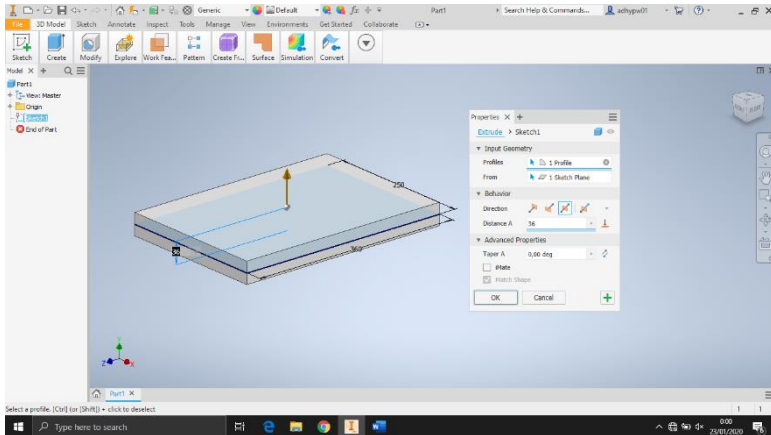 Generic
Default
Part1
Search Help & Commands...
adhypw01
File 3D Model Sketch Annotate Inspect Tools Manage View Environments Get Started Collaborate
Sketch Create Modify Explore Work Fea... Pattern Create Fr... Surface Simulation Convert
Model
Part1
View: Master
Origin
Sketch1
End of Part
Properties
Extrude > Sketch1
Input Geometry
Profiles 1 Profile
From 1 Sketch Plane
Behavior
Direction
Distance A 36
Advanced Properties
Taper A 0,00 deg
iMate
Match Shape
OK Cancel
250
36
Part1
Select a profile. [Ctrl] (or [Shift]) + click to deselect
1 1
Type here to search
0:00
23/01/2020